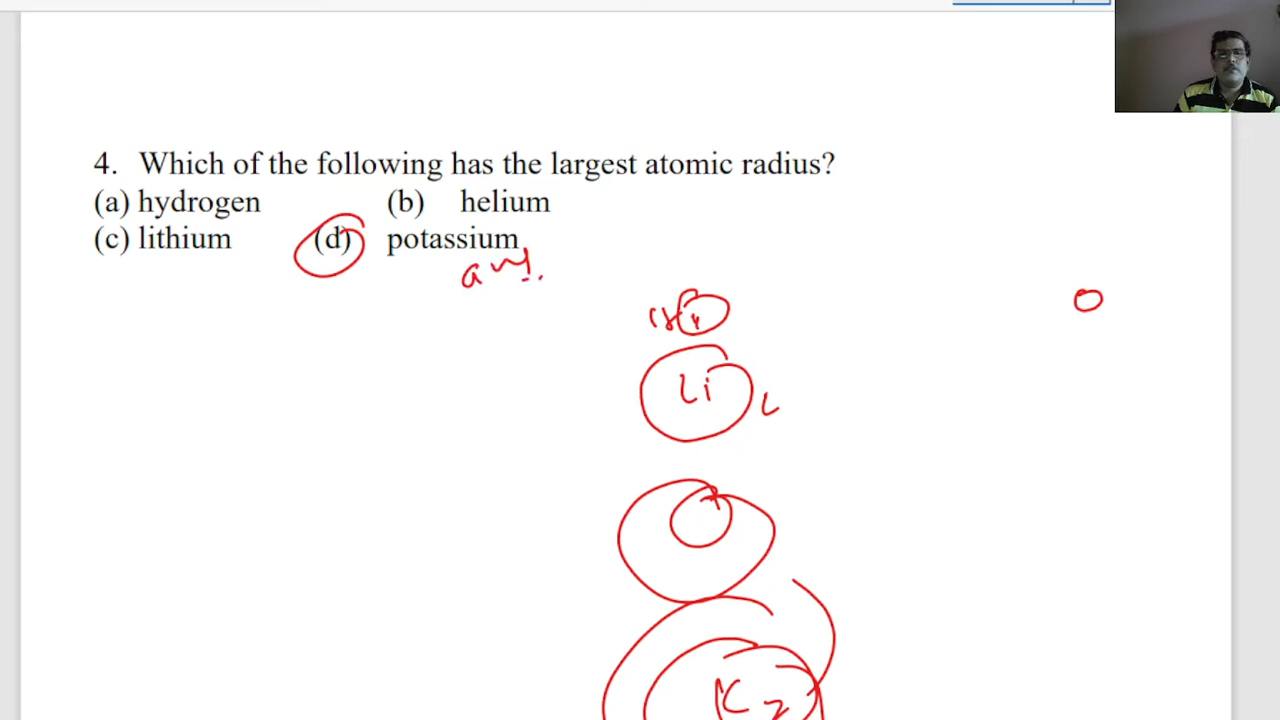 4. Which of the following has the largest atomic radius?
(a) hydrogen (b) helium
(c) lithium (d) potassium
ans.
Li
K